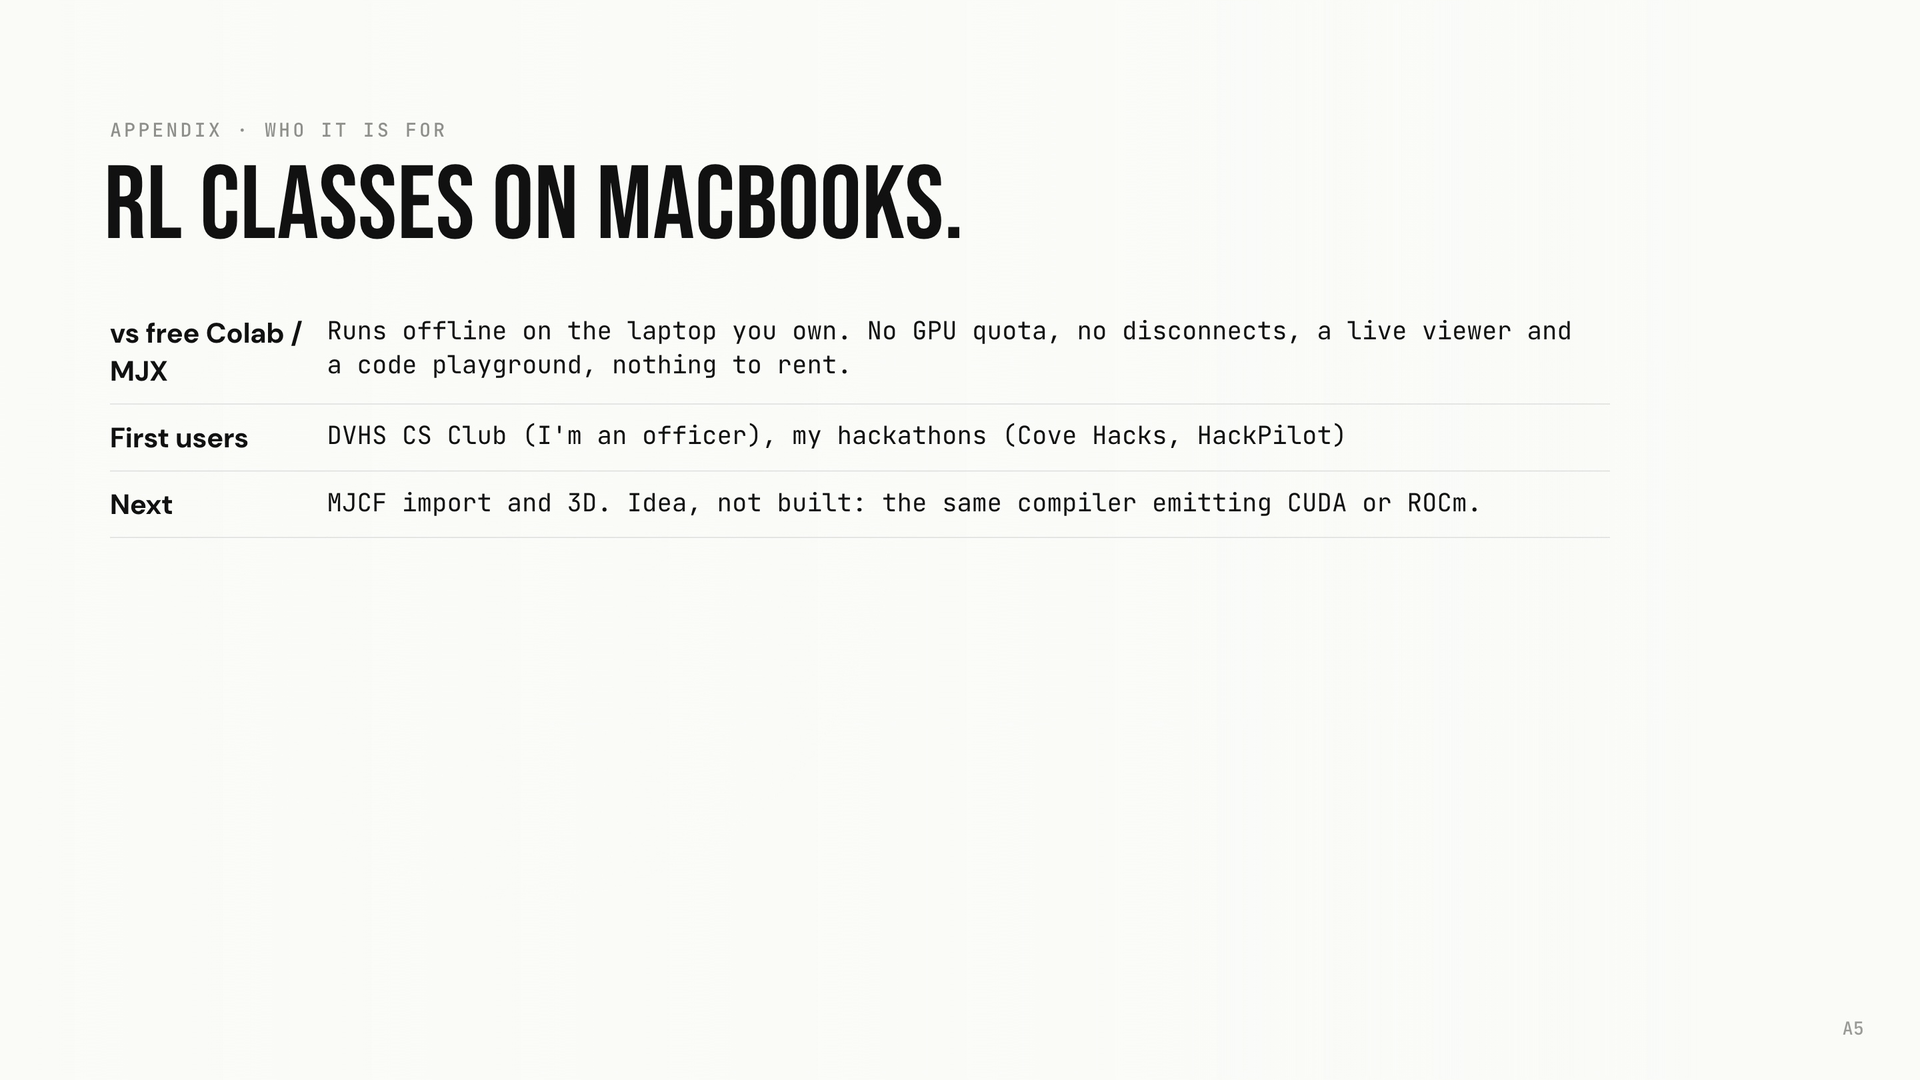 APPENDIX · WHO IT IS FOR
RL CLASSES ON MACBOOKS.
vs free Colab / MJX
Runs offline on the laptop you own. No GPU quota, no disconnects, a live viewer and
a code playground, nothing to rent.
First users
DVHS CS Club (I'm an officer), my hackathons (Cove Hacks, HackPilot)
Next
MJCF import and 3D. Idea, not built: the same compiler emitting CUDA or ROCm.
A5